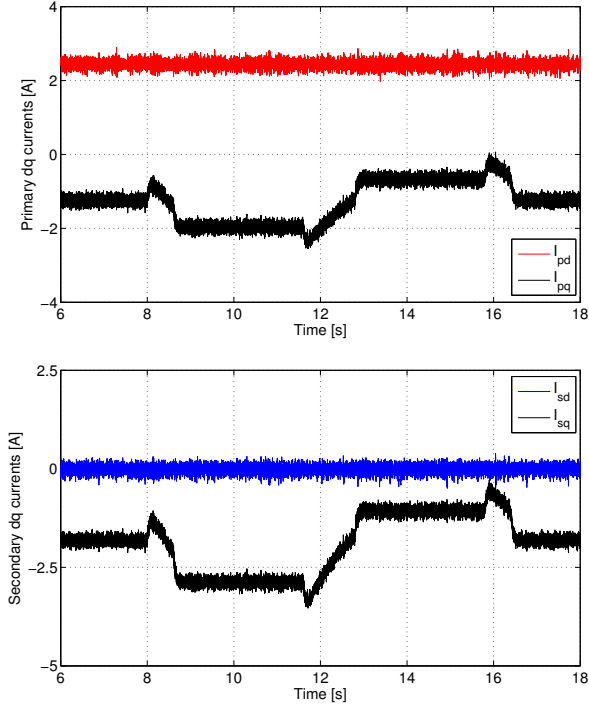 Primary dq currents [A]
4
2
0
−2
−4
6
8
10
12
14
16
18
Time [s]
I_pd
I_pq
Secondary dq currents [A]
2.5
0
−2.5
−5
6
8
10
12
14
16
18
Time [s]
I_sd
I_sq